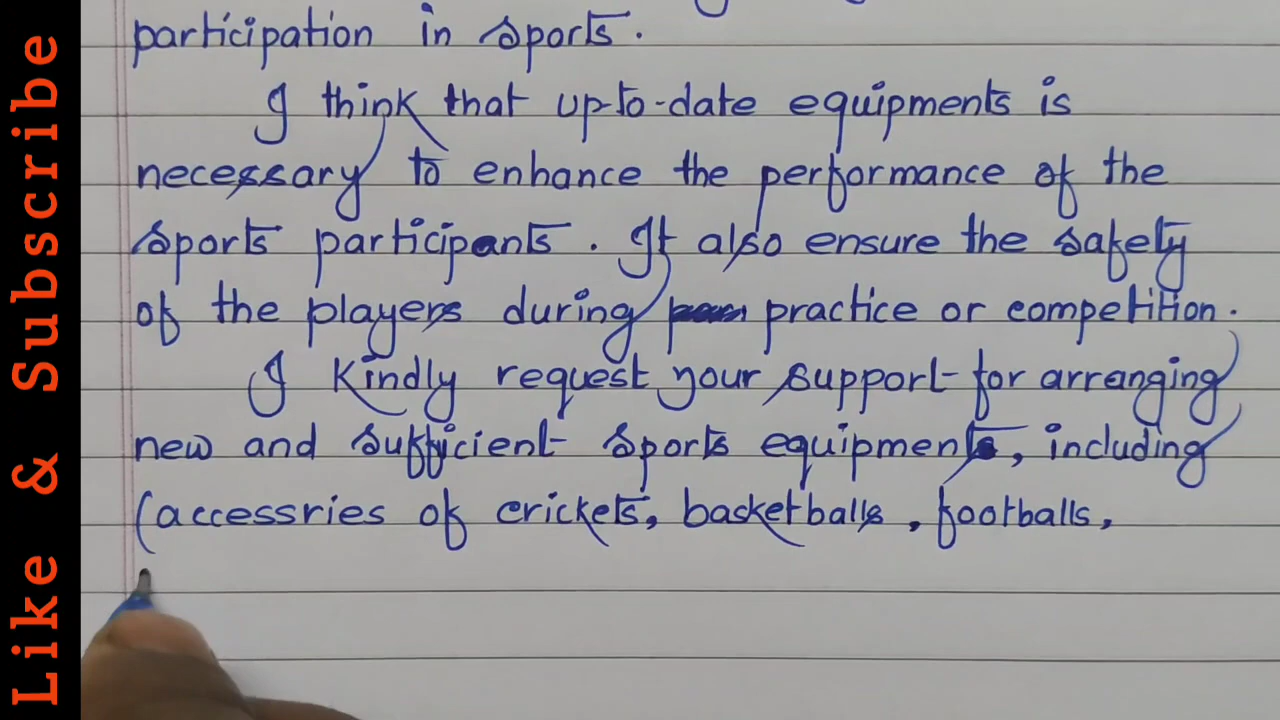 participation in sports.
I think that up-to-date equipments is
necessary to enhance the performance of the
sports participants. It also ensure the safety
of the players during practice or competition.
I Kindly request your support for arranging
new and sufficient sports equipments, including
(accessries of crickets, basketballs, footballs,
Like & Subscribe